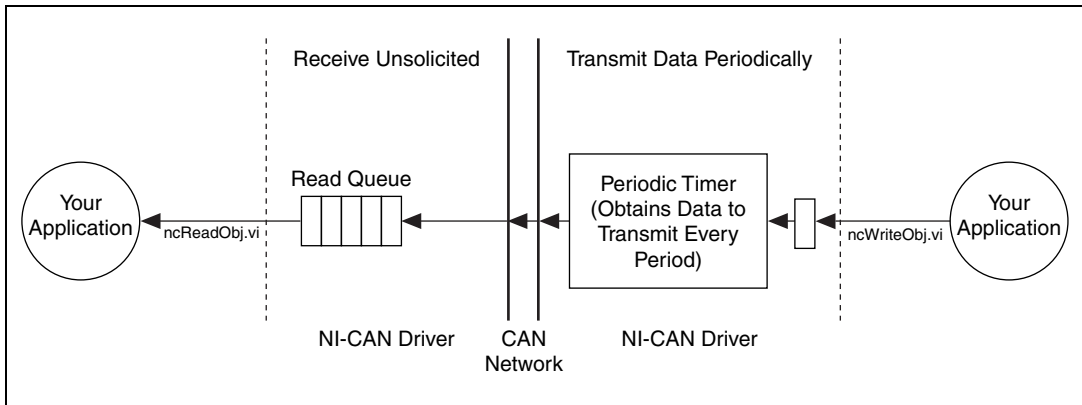 Receive Unsolicited
Transmit Data Periodically
Your
Application
ncReadObj.vi
Read Queue
Periodic Timer
(Obtains Data to
Transmit Every
Period)
ncWriteObj.vi
Your
Application
NI-CAN Driver
CAN
Network
NI-CAN Driver